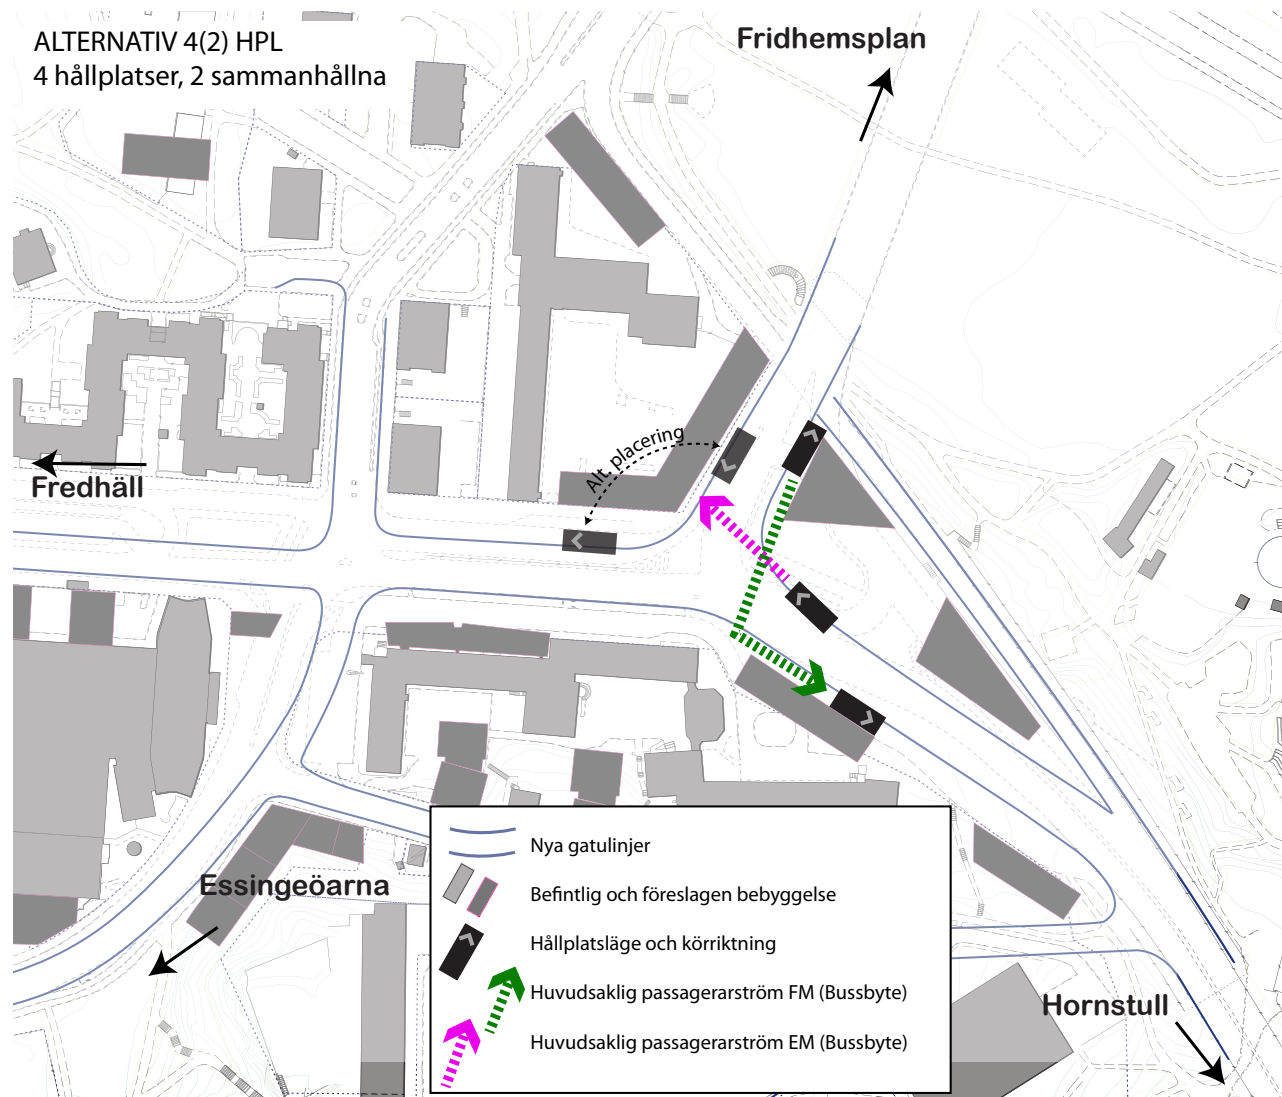 ALTERNATIV 4(2) HPL
4 hållplatser, 2 sammanhållna
Fridhemsplan
Alt. placering
Fredhäll
Essingeöarna
Nya gatulinjer
Befintlig och föreslagen bebyggelse
Hållplatsläge och körriktning
Huvudsaklig passagerarström FM (Bussbyte)
Huvudsaklig passagerarström EM (Bussbyte)
Hornstull